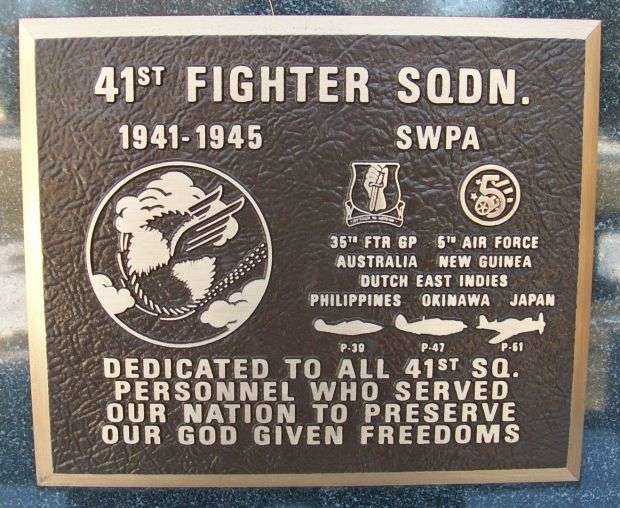 41ST FIGHTER SQDN.
1941-1945 SWPA
5
35TH FTR GP 5TH AIR FORCE
AUSTRALIA NEW GUINEA
DUTCH EAST INDIES
PHILIPPINES OKINAWA JAPAN
P-39 P-47 P-51
DEDICATED TO ALL 41ST SQ.
PERSONNEL WHO SERVED
OUR NATION TO PRESERVE
OUR GOD GIVEN FREEDOMS